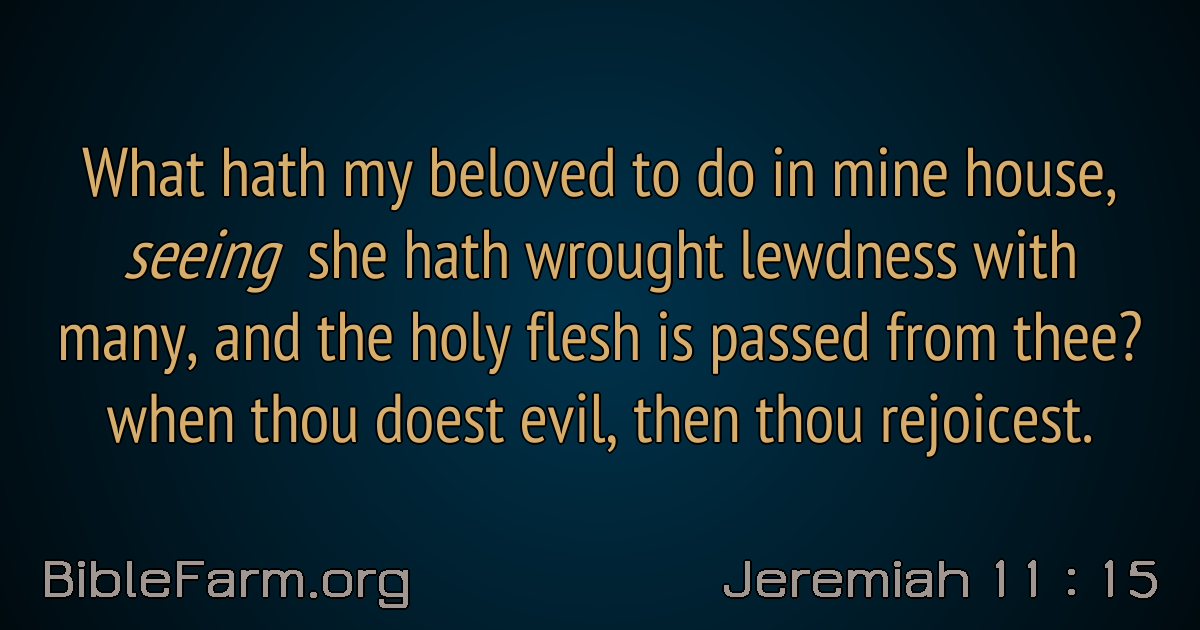 What hath my beloved to do in mine house,
seeing she hath wrought lewdness with
many, and the holy flesh is passed from thee?
when thou doest evil, then thou rejoicest.
BibleFarm.org
Jeremiah 11 : 15